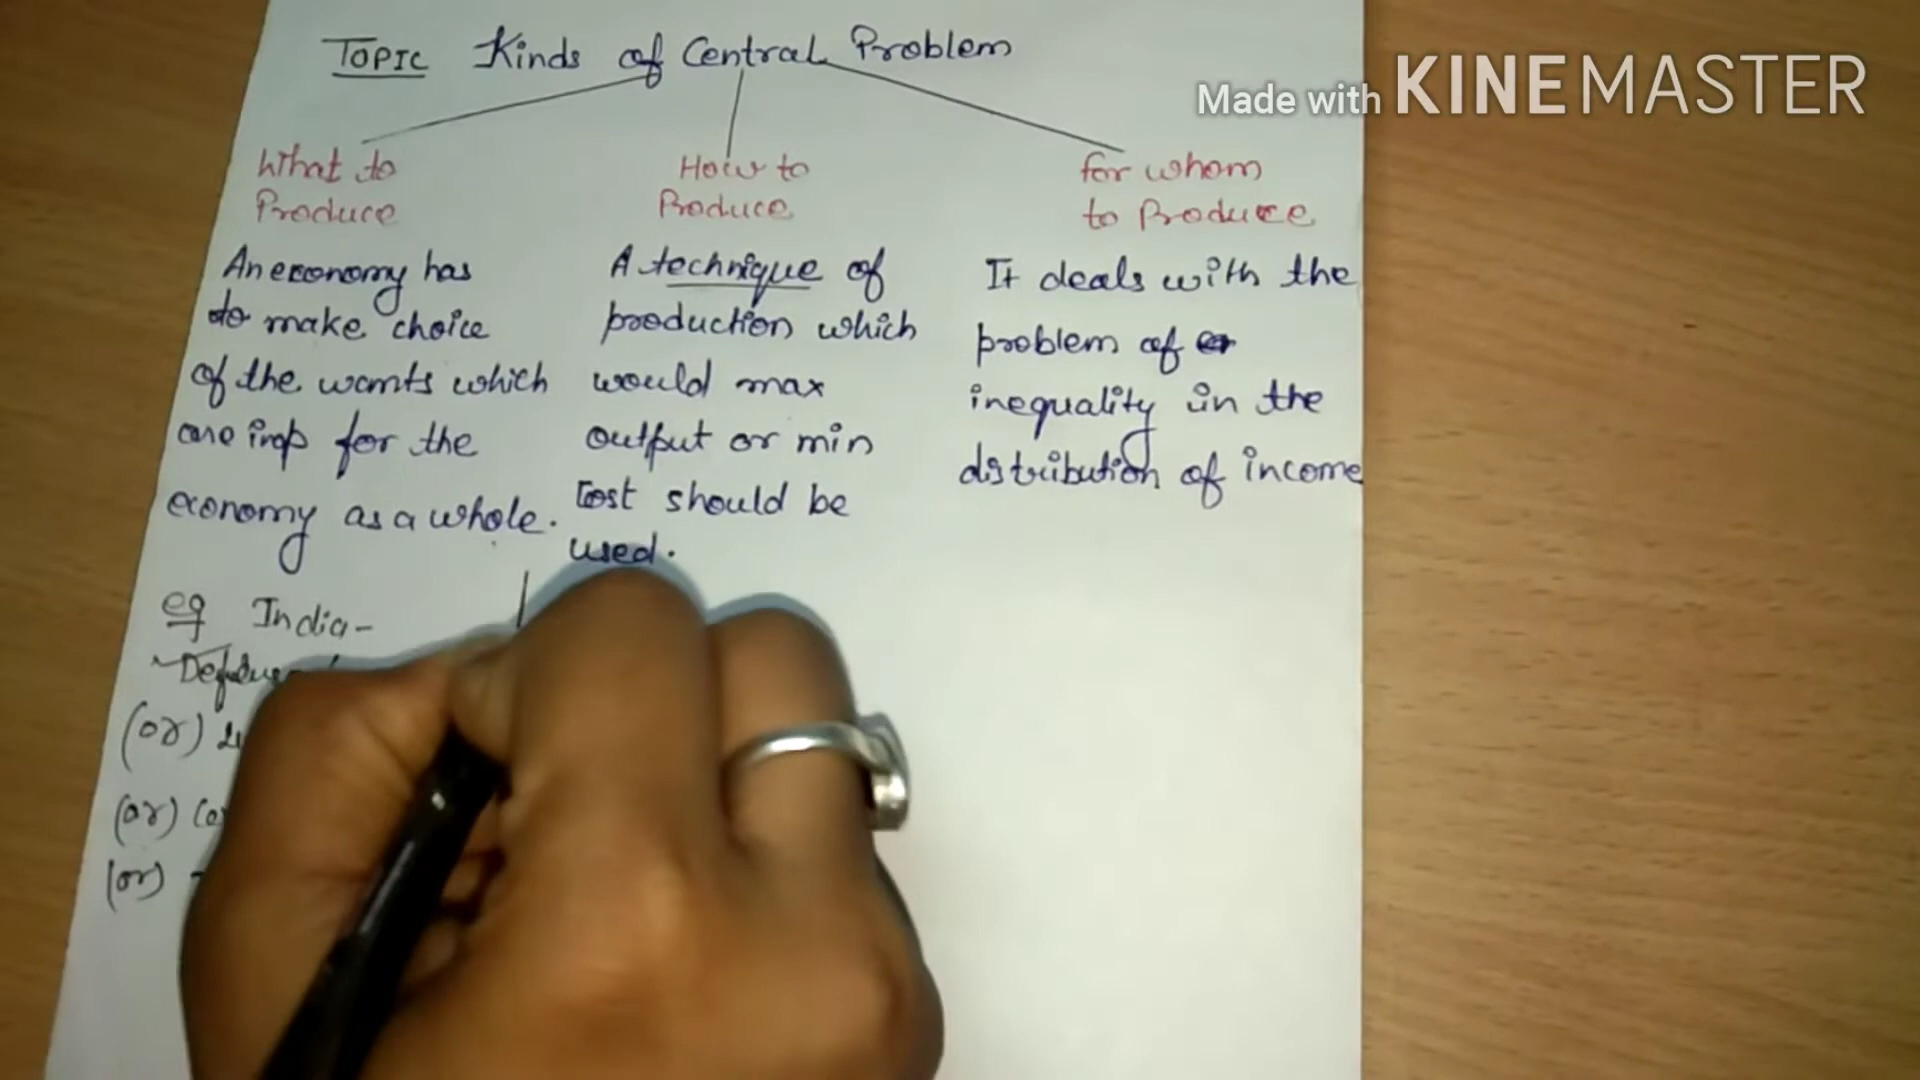 TOPIC Kinds of Central Problem
Made with KINEMASTER
What to
Produce
An economy has
to make choice
of the wants which
are imp for the
economy as a whole.
eg India-
(or)
(or)
(or)
How to
Produce
A technique of
production which
would max
output or min
Cost should be
used.
for whom
to Produce
It deals with the
problem of
inequality in the
distribution of income